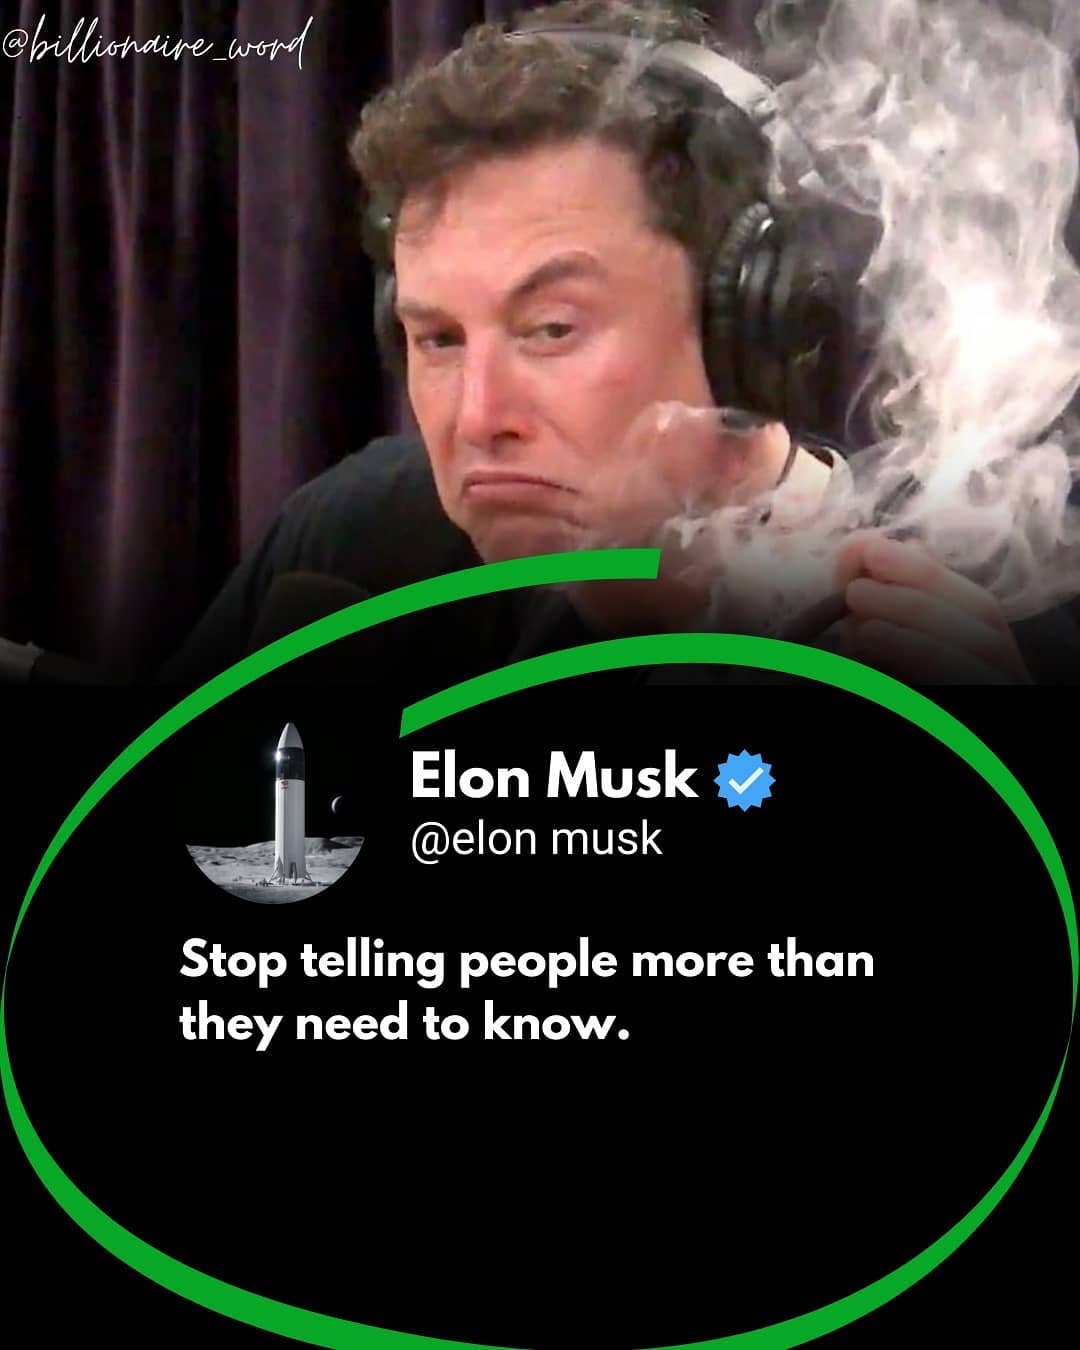 @billionaire_word
Elon Musk
@elon musk
Stop telling people more than
they need to know.